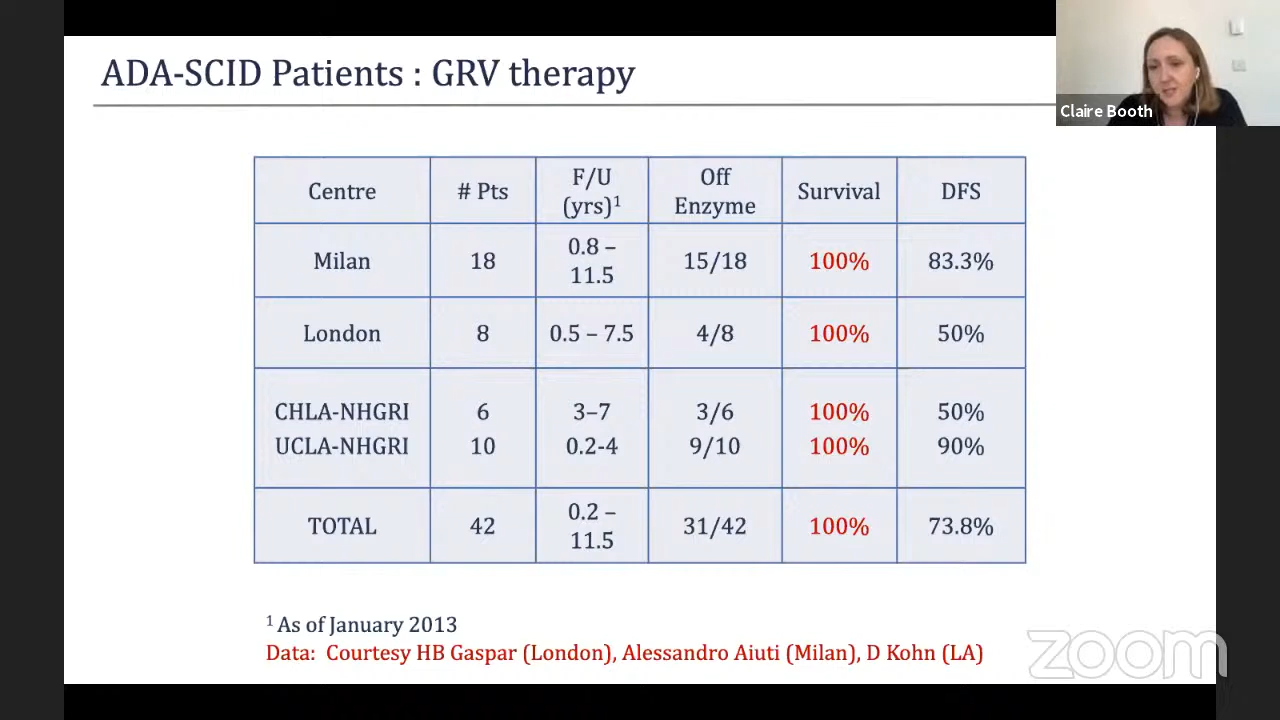 ADA-SCID Patients : GRV therapy
Claire Booth
Centre # Pts F/U (yrs)¹ Off Enzyme Survival DFS
Milan 18 0.8 – 11.5 15/18 100% 83.3%
London 8 0.5 – 7.5 4/8 100% 50%
CHLA-NHGRI 6 3–7 3/6 100% 50%
UCLA-NHGRI 10 0.2-4 9/10 100% 90%
TOTAL 42 0.2 – 11.5 31/42 100% 73.8%
¹ As of January 2013
Data: Courtesy HB Gaspar (London), Alessandro Aiuti (Milan), D Kohn (LA)
zoom